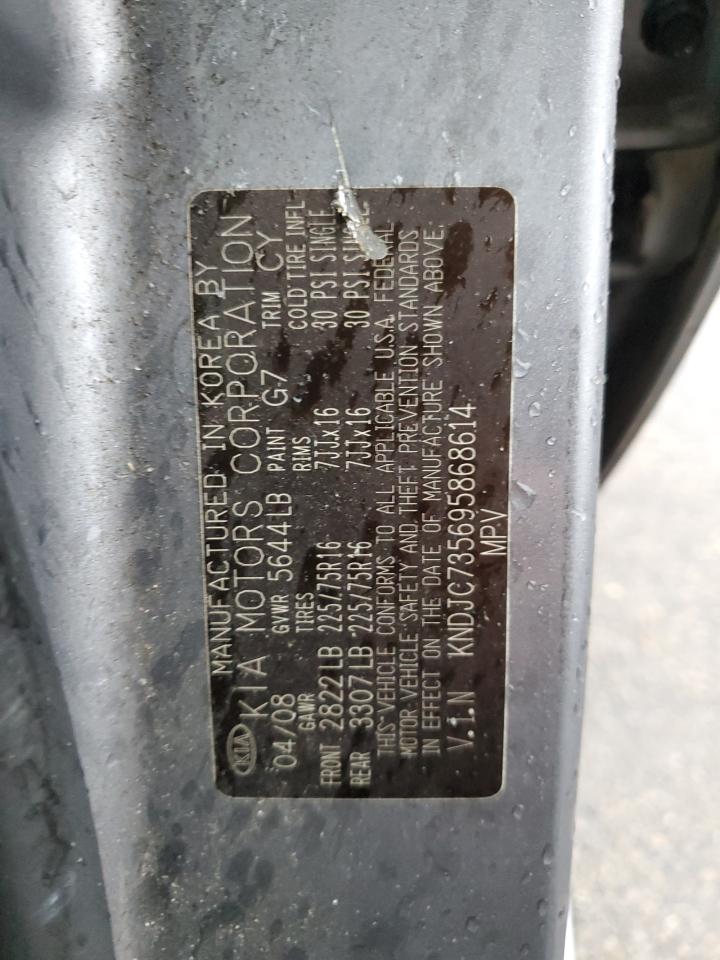 MANUFACTURED IN KOREA BY
KIA KIA MOTORS CORPORATION
04/08 GVWR 5644LB PAINT G7 TRIM CY
GAWR TIRES RIMS COLD TIRE INFL
FRONT 2822LB 225/75R16 7JJx16 30 PSI SINGLE
REAR 3307LB 225/75R16 7JJx16 30 PSI
THIS VEHICLE CONFORMS TO ALL APPLICABLE U.S.A. FEDERAL
MOTOR VEHICLE SAFETY AND THEFT PREVENTION STANDARDS
IN EFFECT ON THE DATE OF MANUFACTURE SHOWN ABOVE:
V.I.N KNDJC735695868614
MPV